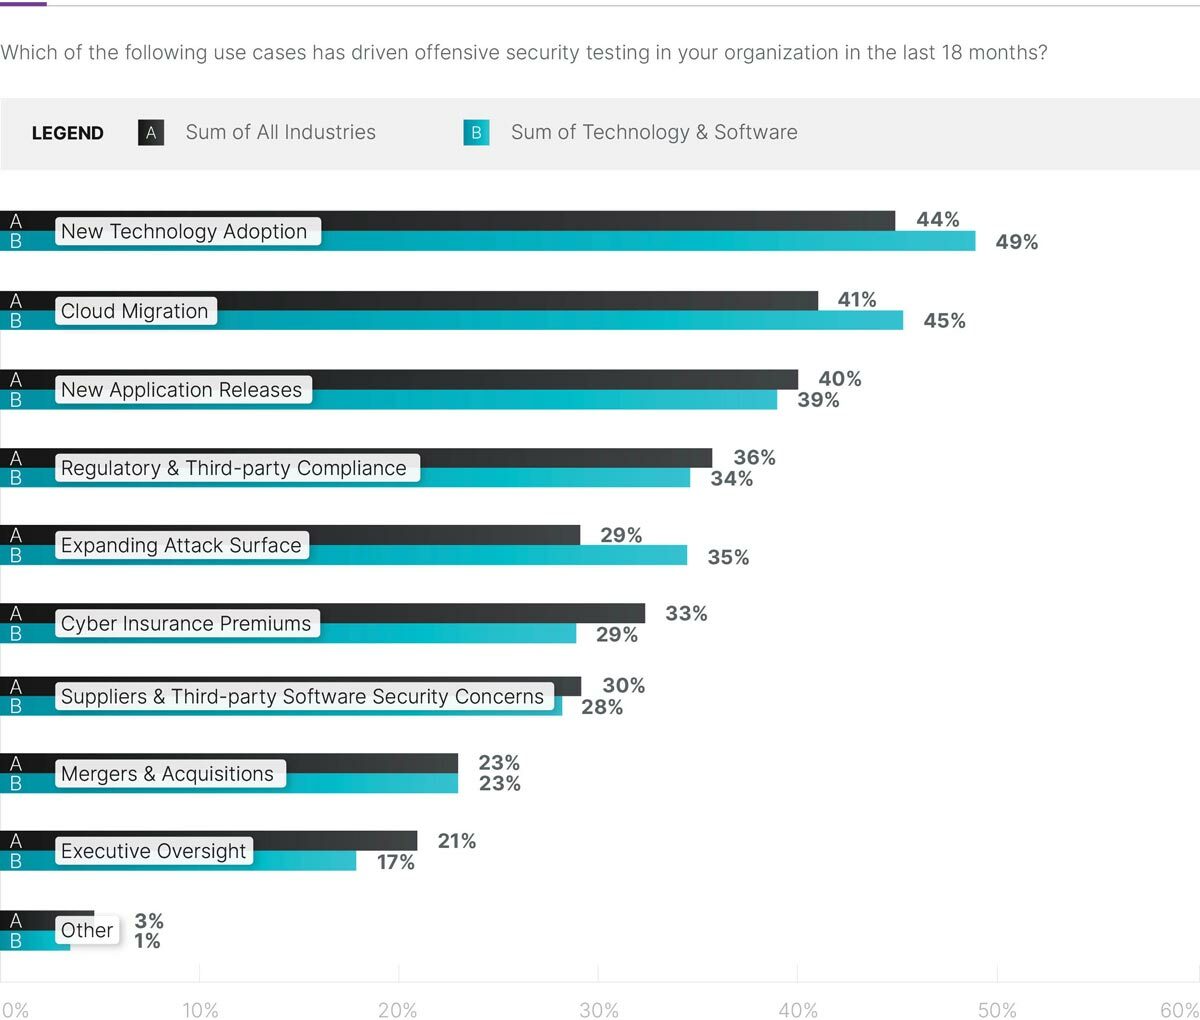 Which of the following use cases has driven offensive security testing in your organization in the last 18 months?
LEGEND A Sum of All Industries B Sum of Technology & Software
A 44%
New Technology Adoption
B 49%
A 41%
Cloud Migration
B 45%
A 40%
New Application Releases
B 39%
A 36%
Regulatory & Third-party Compliance
B 34%
A 29%
Expanding Attack Surface
B 35%
A 33%
Cyber Insurance Premiums
B 29%
A 30%
Suppliers & Third-party Software Security Concerns
B 28%
A 23%
Mergers & Acquisitions
B 23%
A 21%
Executive Oversight
B 17%
A 3%
Other
B 1%
0% 10% 20% 30% 40% 50% 60%